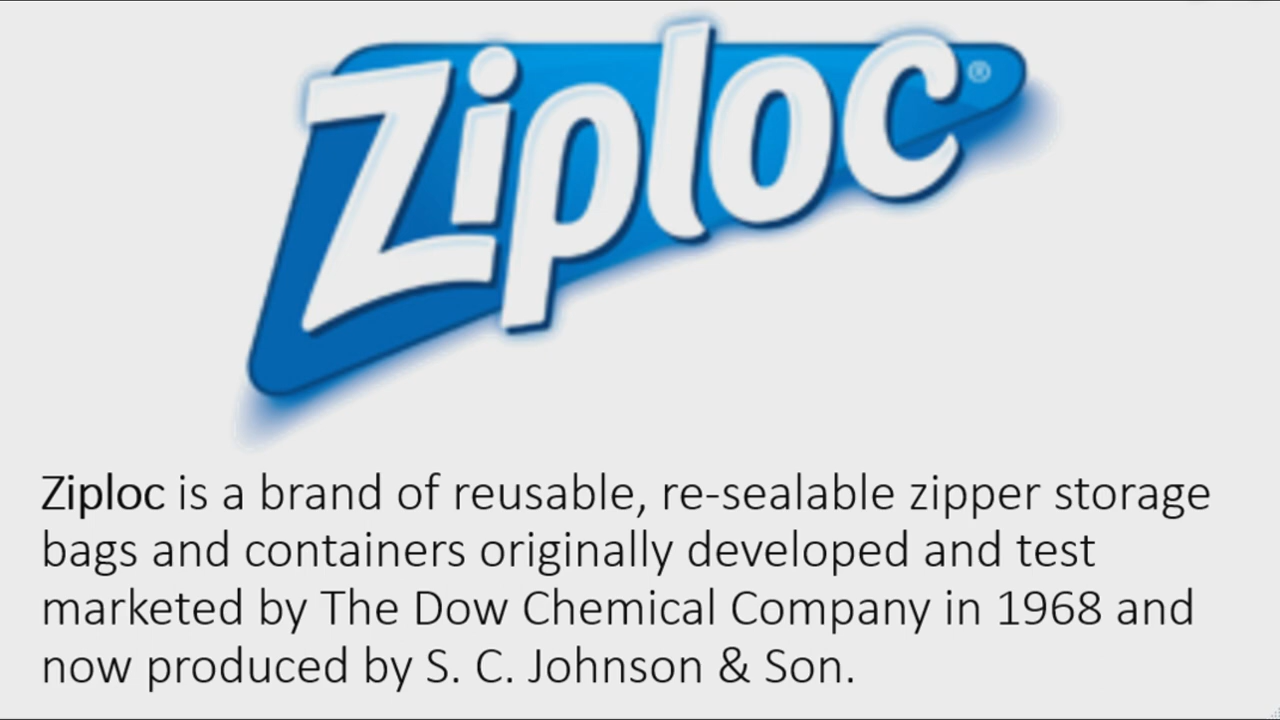 Ziploc®
Ziploc is a brand of reusable, re-sealable zipper storage
bags and containers originally developed and test
marketed by The Dow Chemical Company in 1968 and
now produced by S. C. Johnson & Son.